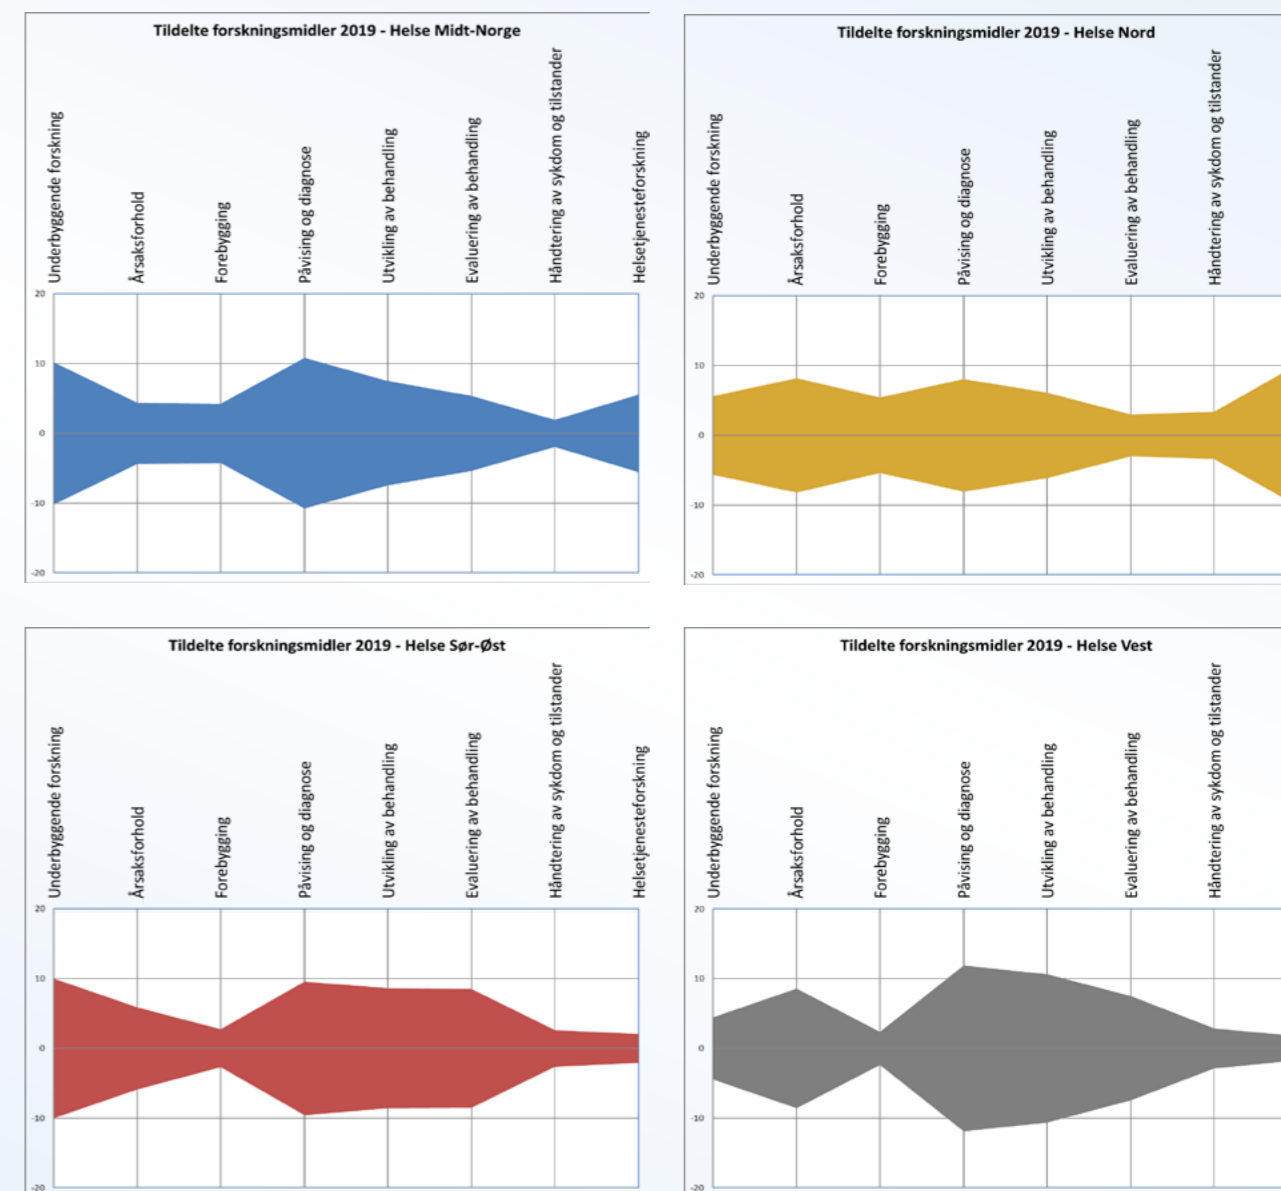 Tildelte forskningsmidler 2019 - Helse Midt-Norge
Underbyggende forskning
Årsaksforhold
Forebygging
Påvising og diagnose
Utvikling av behandling
Evaluering av behandling
Håndtering av sykdom og tilstander
Helsetjenesteforskning
20
10
0
-10
-20
Tildelte forskningsmidler 2019 - Helse Nord
Underbyggende forskning
Årsaksforhold
Forebygging
Påvising og diagnose
Utvikling av behandling
Evaluering av behandling
Håndtering av sykdom og tilstander
20
10
0
-10
-20
Tildelte forskningsmidler 2019 - Helse Sør-Øst
Underbyggende forskning
Årsaksforhold
Forebygging
Påvising og diagnose
Utvikling av behandling
Evaluering av behandling
Håndtering av sykdom og tilstander
Helsetjenesteforskning
20
10
0
-10
-20
Tildelte forskningsmidler 2019 - Helse Vest
Underbyggende forskning
Årsaksforhold
Forebygging
Påvising og diagnose
Utvikling av behandling
Evaluering av behandling
Håndtering av sykdom og tilstander
20
10
0
-10
-20